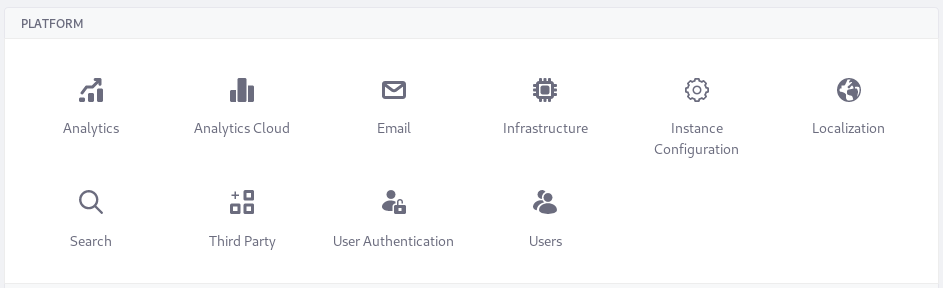 PLATFORM
Analytics
Analytics Cloud
Email
Infrastructure
Instance
Configuration
Localization
Search
Third Party
User Authentication
Users